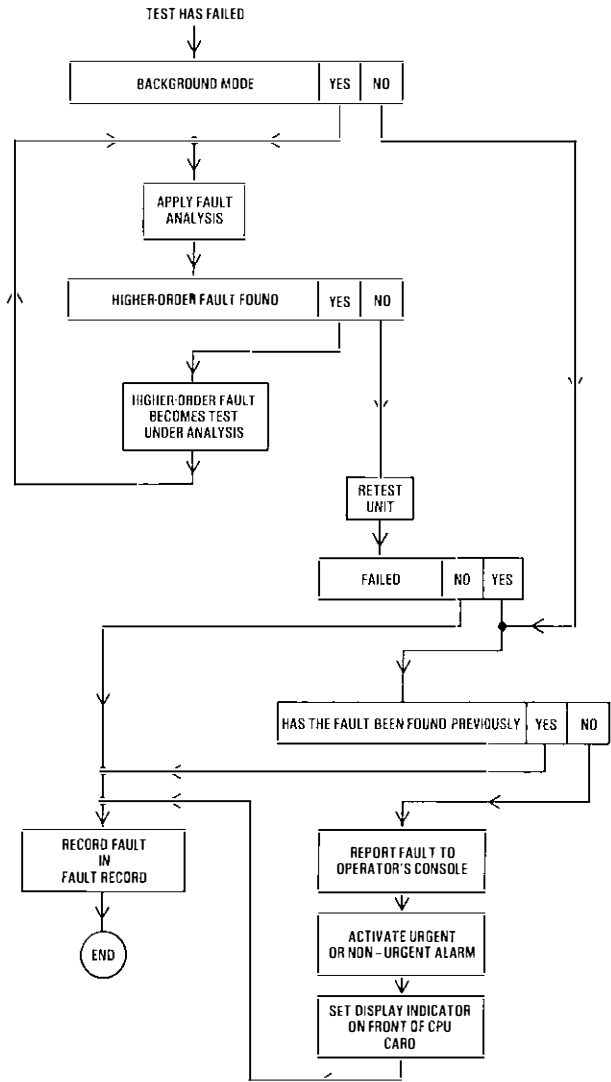 TEST HAS FAILED
BACKGROUND MODE YES NO
APPLY FAULT
ANALYSIS
HIGHER-ORDER FAULT FOUND YES NO
HIGHER-ORDER FAULT
BECOMES TEST
UNDER ANALYSIS
RETEST
UNIT
FAILED NO YES
HAS THE FAULT BEEN FOUND PREVIOUSLY YES NO
RECORD FAULT
IN
FAULT RECORD
END
REPORT FAULT TO
OPERATOR'S CONSOLE
ACTIVATE URGENT
OR NON-URGENT ALARM
SET DISPLAY INDICATOR
ON FRONT OF CPU
CARD